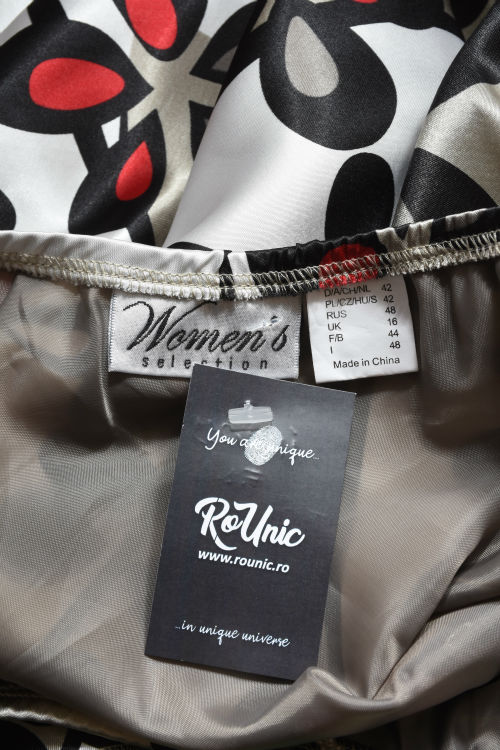 Women's
selection
D/A/CH/NL 42
PL/CZ/HU/S 42
RUS 48
UK 16
F/B 44
I 48
Made in China
You are unique...
RoUnic
www.rounic.ro
...in unique universe